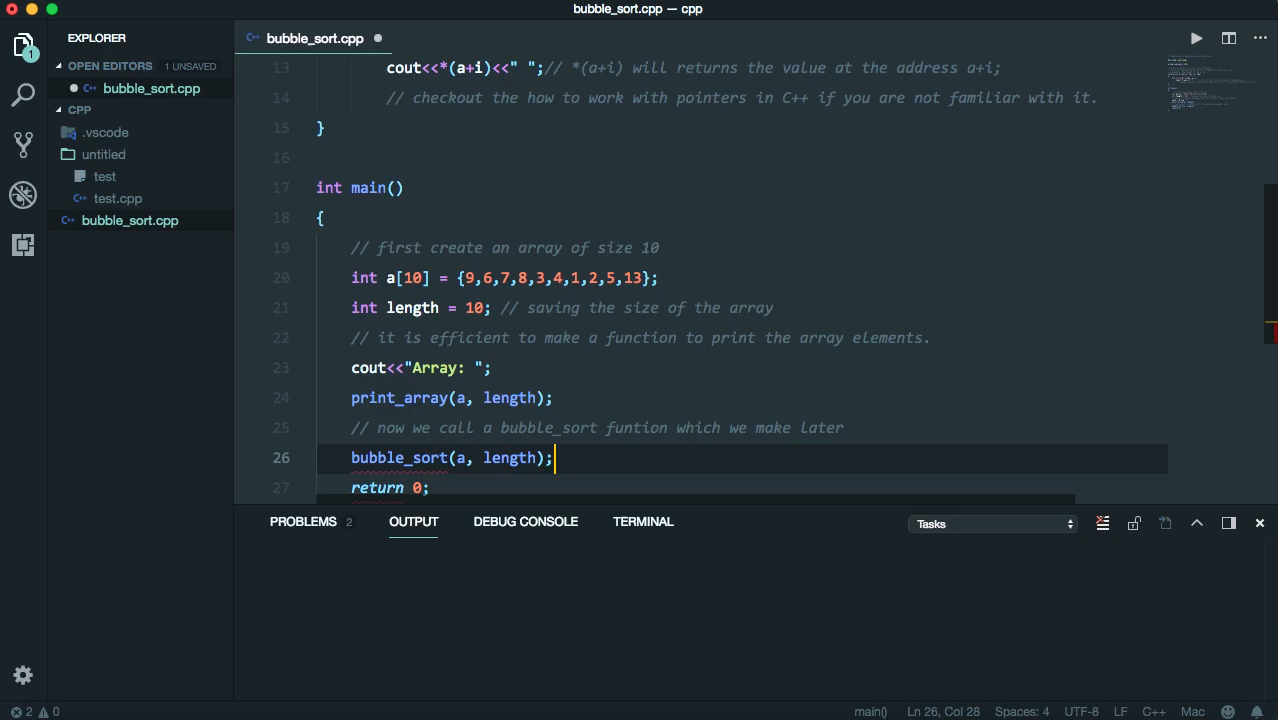 bubble_sort.cpp — cpp
EXPLORER
OPEN EDITORS 1 UNSAVED
bubble_sort.cpp
CPP
.vscode
untitled
test
test.cpp
bubble_sort.cpp
1
bubble_sort.cpp
13 cout<<*(a+i)<<" ";// *(a+i) will returns the value at the address a+i;
14 // checkout the how to work with pointers in C++ if you are not familiar with it.
15 }
16
17 int main()
18 {
19 // first create an array of size 10
20 int a[10] = {9,6,7,8,3,4,1,2,5,13};
21 int length = 10; // saving the size of the array
22 // it is efficient to make a function to print the array elements.
23 cout<<"Array: ";
24 print_array(a, length);
25 // now we call a bubble_sort funtion which we make later
26 bubble_sort(a, length);
27 return 0;
PROBLEMS 2 OUTPUT DEBUG CONSOLE TERMINAL Tasks
2 0 main() Ln 26, Col 28 Spaces: 4 UTF-8 LF C++ Mac